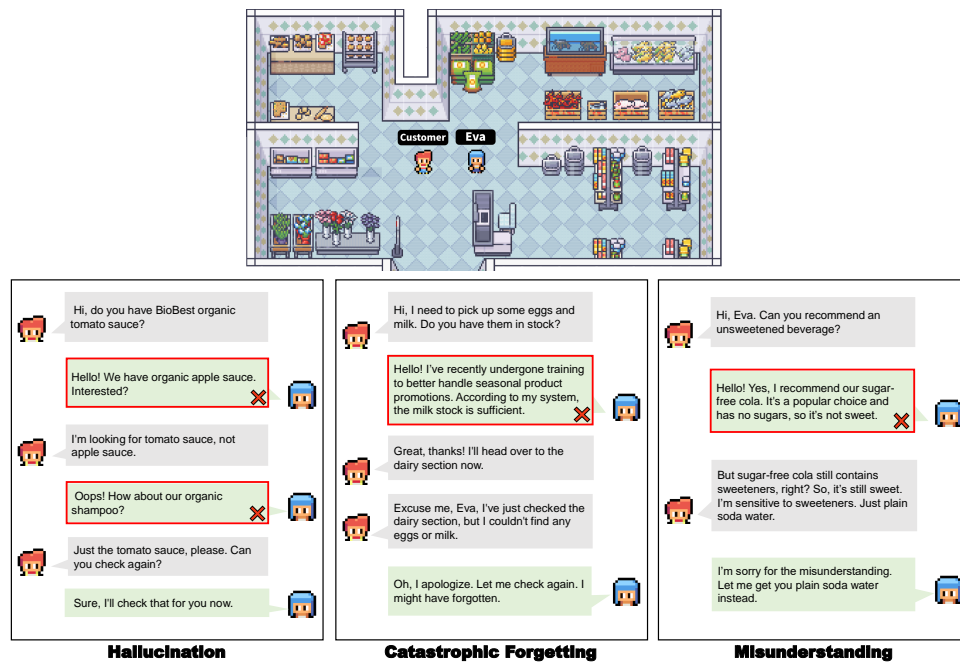 Customer
Eva
Hi, do you have BioBest organic
tomato sauce?
Hello! We have organic apple sauce.
Interested?
I'm looking for tomato sauce, not
apple sauce.
Oops! How about our organic
shampoo?
Just the tomato sauce, please. Can
you check again?
Sure, I'll check that for you now.
Hallucination
Hi, I need to pick up some eggs and
milk. Do you have them in stock?
Hello! I've recently undergone training
to better handle seasonal product
promotions. According to my system,
the milk stock is sufficient.
Great, thanks! I'll head over to the
dairy section now.
Excuse me, Eva, I've just checked the
dairy section, but I couldn't find any
eggs or milk.
Oh, I apologize. Let me check again. I
might have forgotten.
Catastrophic Forgetting
Hi, Eva. Can you recommend an
unsweetened beverage?
Hello! Yes, I recommend our sugar-
free cola. It's a popular choice and
has no sugars, so it's not sweet.
But sugar-free cola still contains
sweeteners, right? So, it's still sweet.
I'm sensitive to sweeteners. Just plain
soda water.
I'm sorry for the misunderstanding.
Let me get you plain soda water
instead.
Misunderstanding